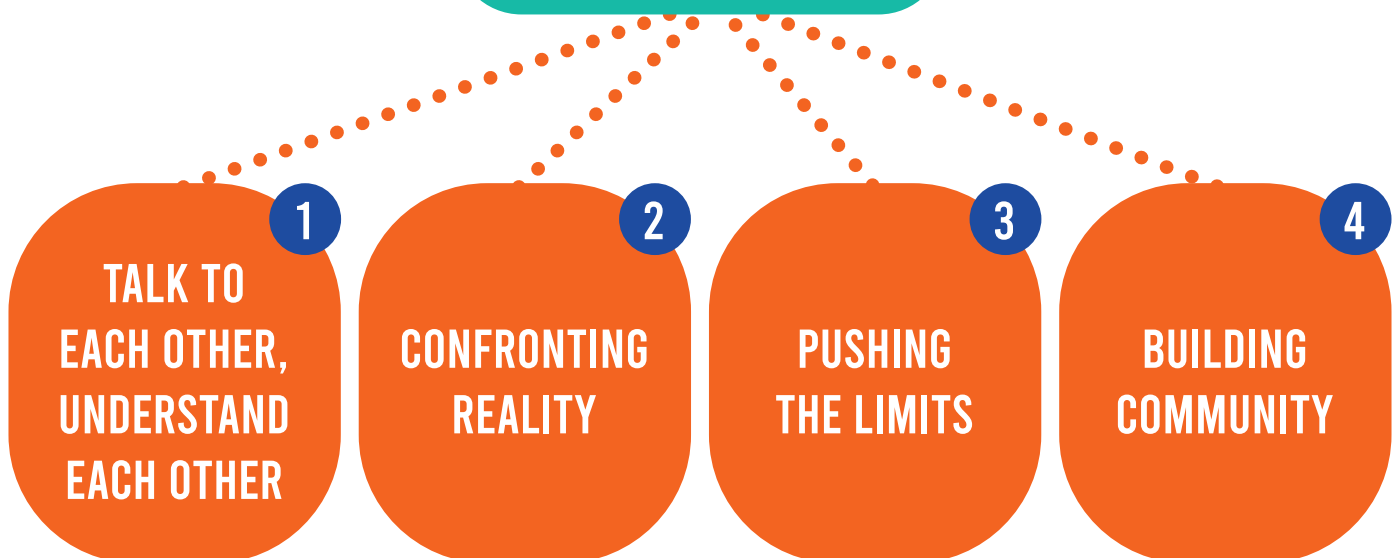 1
TALK TO
EACH OTHER,
UNDERSTAND
EACH OTHER
2
CONFRONTING
REALITY
3
PUSHING
THE LIMITS
4
BUILDING
COMMUNITY